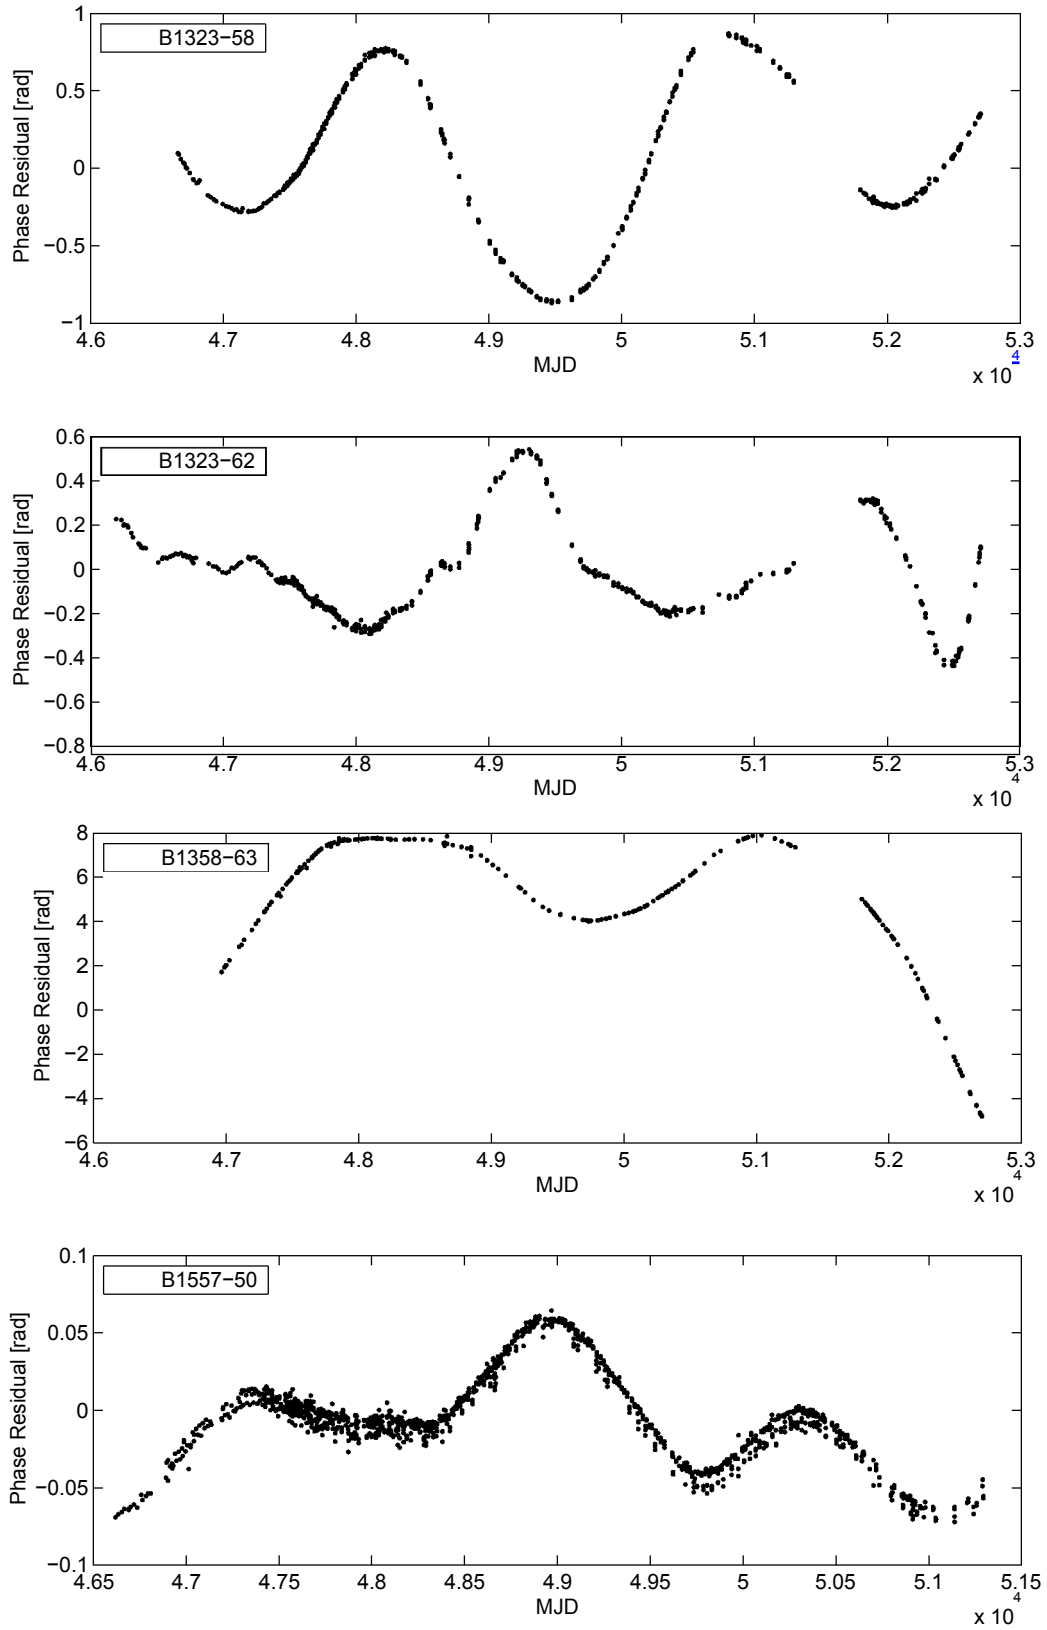 B1323−58
Phase Residual [rad]
1
0.5
0
−0.5
−1
4.6 4.7 4.8 4.9 5 5.1 5.2 5.3
MJD
x 10 4
B1323−62
Phase Residual [rad]
0.6
0.4
0.2
0
−0.2
−0.4
−0.6
−0.8
4.6 4.7 4.8 4.9 5 5.1 5.2 5.3
MJD
x 10 4
B1358−63
Phase Residual [rad]
8
6
4
2
0
−2
−4
−6
4.6 4.7 4.8 4.9 5 5.1 5.2 5.3
MJD
x 10 4
B1557−50
Phase Residual [rad]
0.1
0.05
0
−0.05
−0.1
4.65 4.7 4.75 4.8 4.85 4.9 4.95 5 5.05 5.1 5.15
MJD
x 10 4